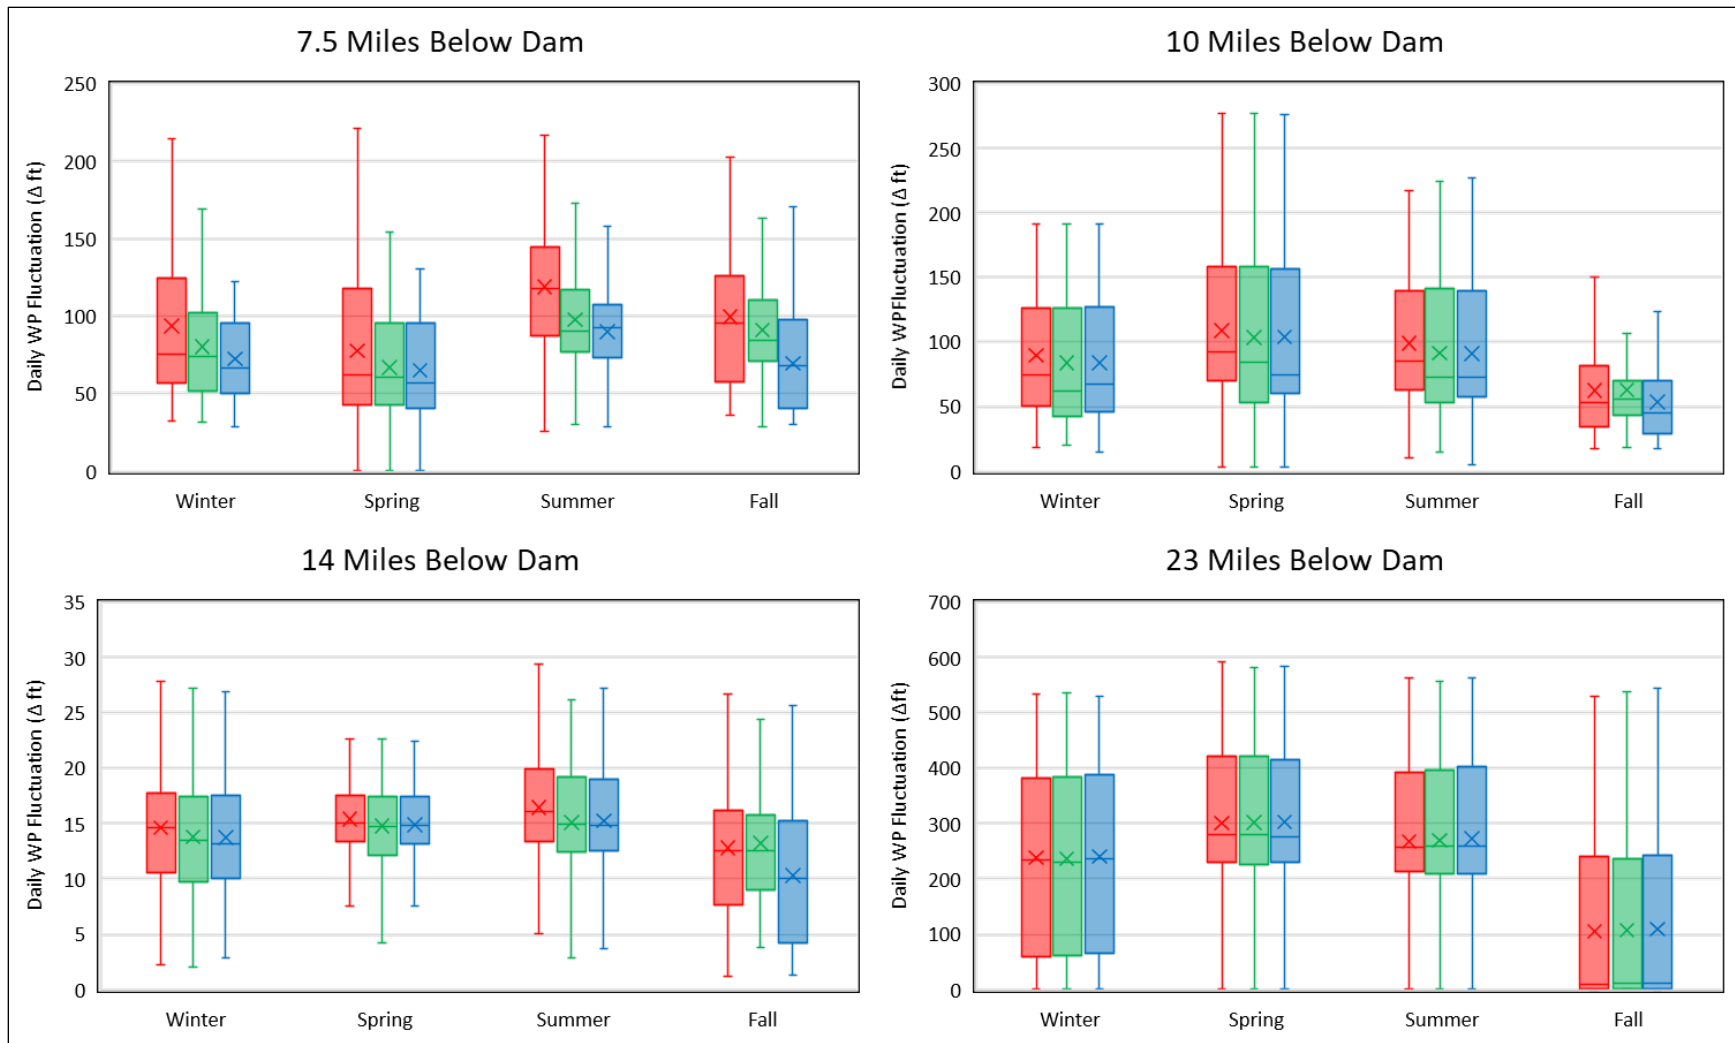 7.5 Miles Below Dam
Daily WP Fluctuation (Δ ft)
250
200
150
100
50
0
Winter Spring Summer Fall
10 Miles Below Dam
Daily WPFluctuation (Δ ft)
300
250
200
150
100
50
0
Winter Spring Summer Fall
14 Miles Below Dam
Daily WP Fluctuation (Δ ft)
35
30
25
20
15
10
5
0
Winter Spring Summer Fall
23 Miles Below Dam
Daily WP Fluctuation (Δft)
700
600
500
400
300
200
100
0
Winter Spring Summer Fall